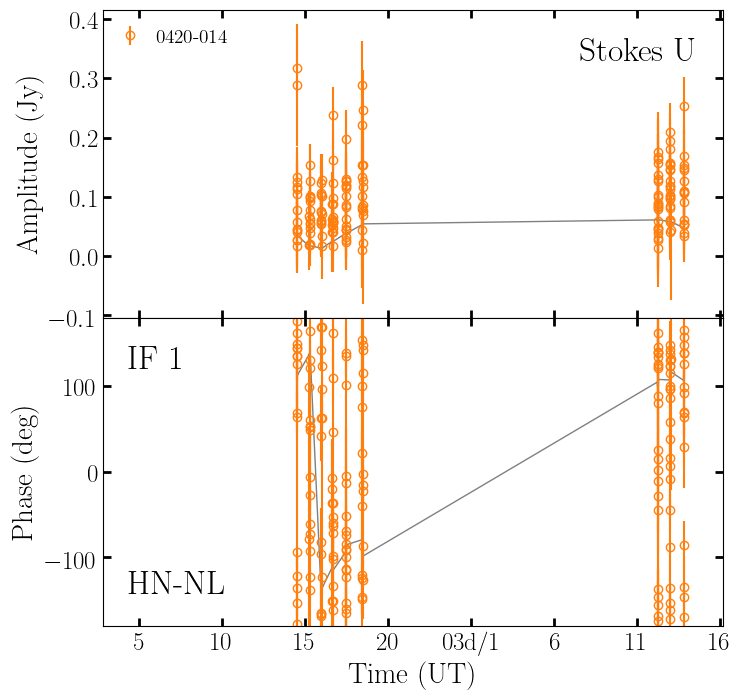 0.4
0420-014
Stokes U
0.3
0.2
0.1
0.0
−0.1
Amplitude (Jy)
IF 1
100
0
−100
Phase (deg)
HN-NL
5 10 15 20 03d/1 6 11 16
Time (UT)